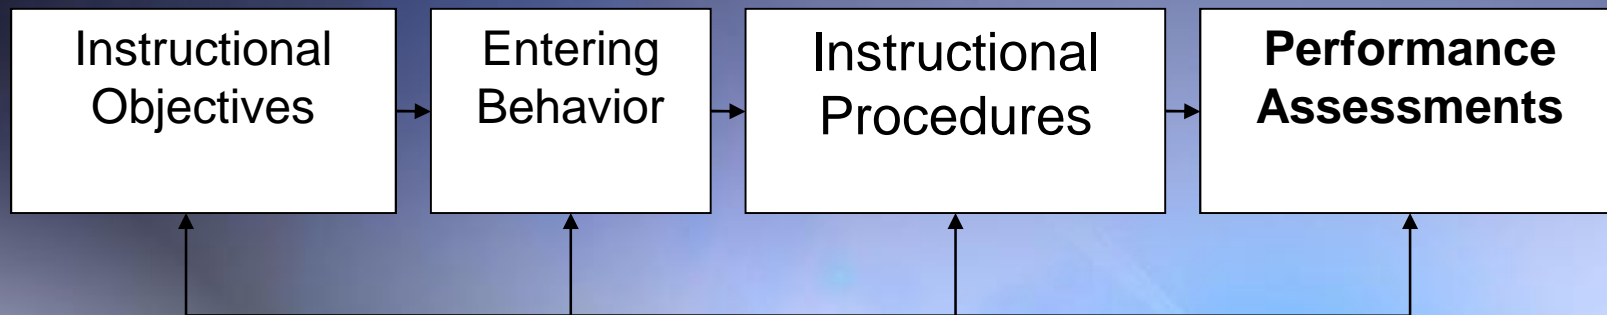 Instructional
Objectives
Entering
Behavior
Instructional
Procedures
Performance
Assessments